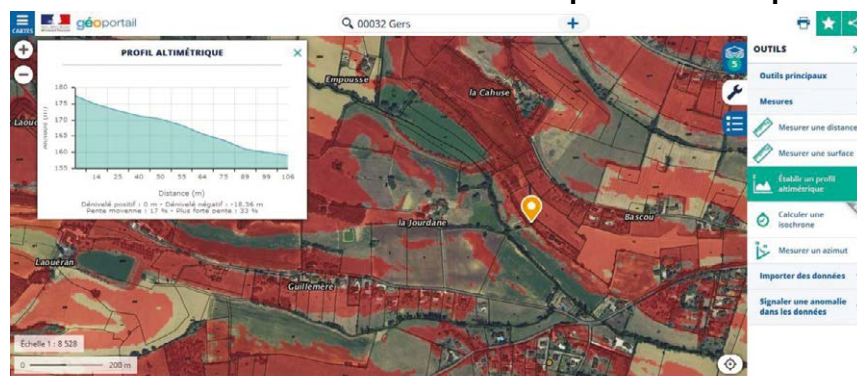 CARTES
géoportail
00032 Gers
OUTILS
PROFIL ALTIMÉTRIQUE
180
175
170
165
160
155
14 25 40 50 64 74 89 99 106
Distance (m)
Dénivelé positif : 0 m - Dénivelé négatif : -18.36 m
Pente moyenne : 17 % - Plus forte pente : 33 %
5
Outils principaux
Mesures
Mesurer une distance
Mesurer une surface
Établir un profil
altimétrique
Calculer une
isochrone
Mesurer un azimut
Importer des données
Signaler une anomalie
dans les données
Empousse
la Cahuse
la Jourdane
Bascou
Laouéran
Guillemère
Échelle 1 : 8 528
0 200 m